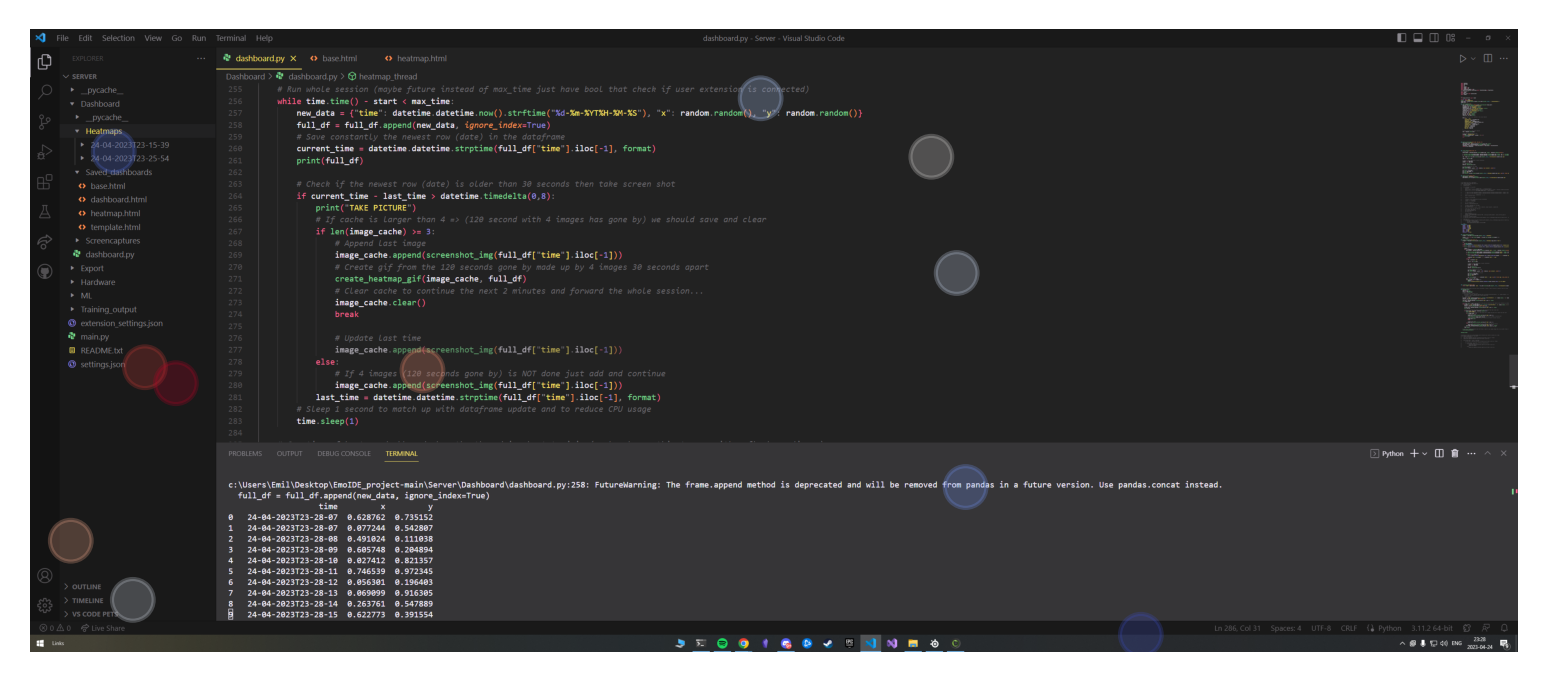 File Edit Selection View Go Run Terminal Help
dashboard.py - Server - Visual Studio Code
EXPLORER
SERVER
__pycache__
Dashboard
__pycache__
Heatmaps
24-04-2023T23-15-39
24-04-2023T23-25-54
Saved_dashboards
base.html
dashboard.html
heatmap.html
template.html
Screencaptures
dashboard.py
Export
Hardware
ML
Training_output
extension_settings.json
main.py
README.txt
settings.json
OUTLINE
TIMELINE
VS CODE PETS
dashboard.py base.html heatmap.html
Dashboard > dashboard.py > heatmap_thread
255 # Run whole session (maybe future instead of max_time just have bool that check if user extension is connected)
256 while time.time() - start < max_time:
257 new_data = {"time": datetime.datetime.now().strftime("%d-%m-%YT%H-%M-%S"), "x": random.random(), "y": random.random()}
258 full_df = full_df.append(new_data, ignore_index=True)
259 # Save constantly the newest row (date) in the dataframe
260 current_time = datetime.datetime.strptime(full_df["time"].iloc[-1], format)
261 print(full_df)
262
263 # Check if the newest row (date) is older than 30 seconds then take screen shot
264 if current_time - last_time > datetime.timedelta(0,8):
265 print("TAKE PICTURE")
266 # If cache is larger than 4 => (120 second with 4 images has gone by) we should save and clear
267 if len(image_cache) >= 3:
268 # Append last image
269 image_cache.append(screenshot_img(full_df["time"].iloc[-1]))
270 # Create gif from the 120 seconds gone by made up by 4 images 30 seconds apart
271 create_heatmap_gif(image_cache, full_df)
272 # Clear cache to continue the next 2 minutes and forward the whole session...
273 image_cache.clear()
274 break
275
276 # Update last time
277 image_cache.append(screenshot_img(full_df["time"].iloc[-1]))
278 else:
279 # If 4 images (120 seconds gone by) is NOT done just add and continue
280 image_cache.append(screenshot_img(full_df["time"].iloc[-1]))
281 last_time = datetime.datetime.strptime(full_df["time"].iloc[-1], format)
282 # Sleep 1 second to match up with dataframe update and to reduce CPU usage
283 time.sleep(1)
284
PROBLEMS OUTPUT DEBUG CONSOLE TERMINAL
Python
c:\Users\Emil\Desktop\EmoIDE_project-main\Server\Dashboard\dashboard.py:258: FutureWarning: The frame.append method is deprecated and will be removed from pandas in a future version. Use pandas.concat instead.
full_df = full_df.append(new_data, ignore_index=True)
time x y
0 24-04-2023T23-28-07 0.628762 0.735152
1 24-04-2023T23-28-07 0.077244 0.542807
2 24-04-2023T23-28-08 0.491024 0.111038
3 24-04-2023T23-28-09 0.605748 0.204894
4 24-04-2023T23-28-10 0.027412 0.821357
5 24-04-2023T23-28-11 0.746539 0.972345
6 24-04-2023T23-28-12 0.056301 0.196403
7 24-04-2023T23-28-13 0.069099 0.916305
8 24-04-2023T23-28-14 0.263761 0.547889
9 24-04-2023T23-28-15 0.622773 0.391554
0 0 Live Share
Ln 286, Col 31 Spaces: 4 UTF-8 CRLF Python 3.11.2 64-bit
Links
ENG
23:28
2023-04-24